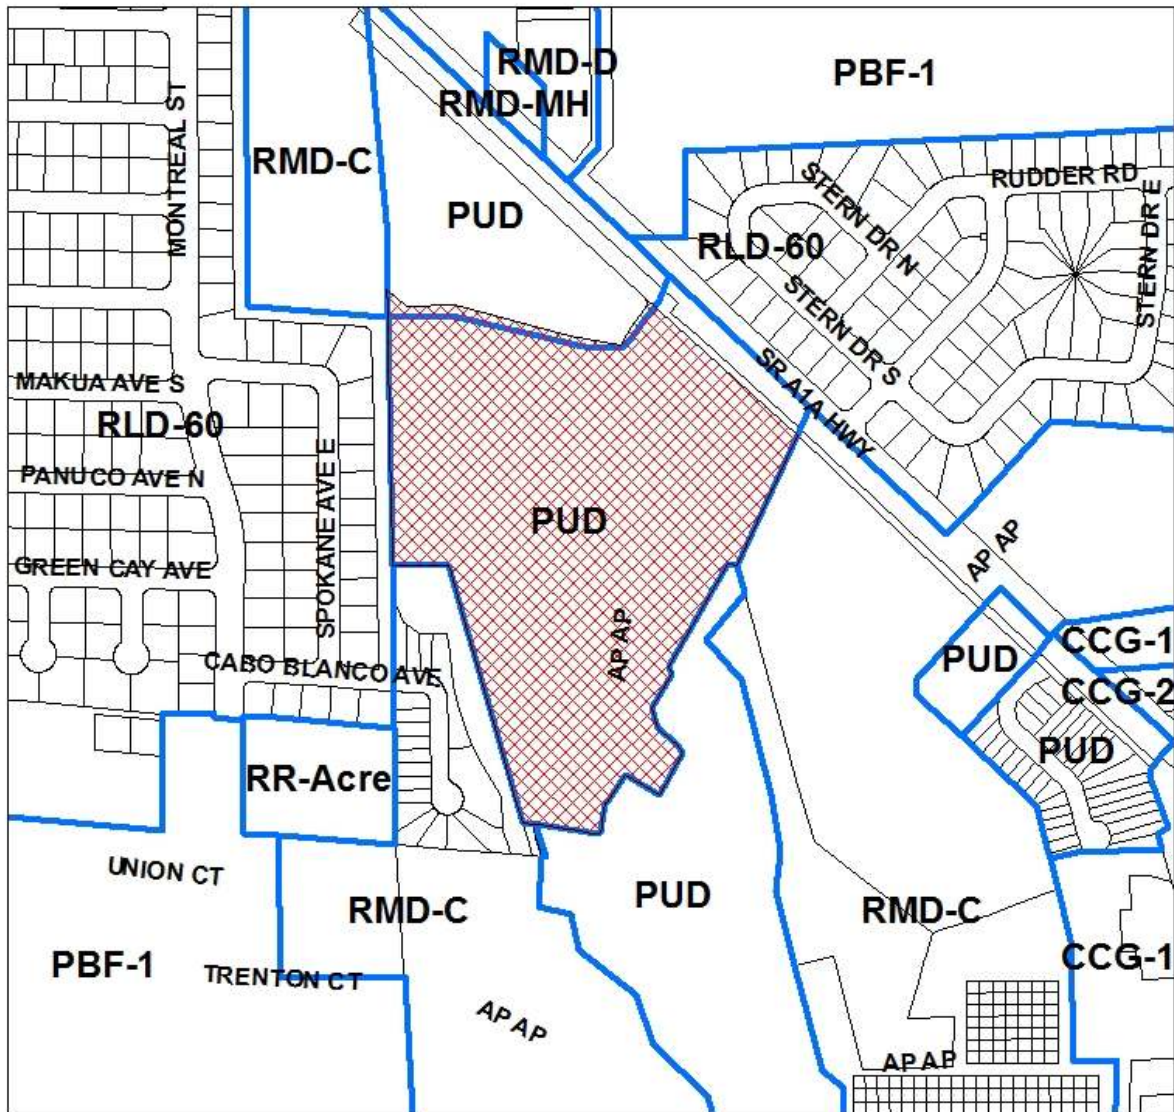 RMD-D
PBF-1
RMD-MH
MONTREAL ST
RMD-C
STERN DR N
RUDDER RD
PUD
RLD-60
STERN DR E
STERN DR S
MAKUA AVE S
SR A1A HWY
RLD-60
PANUCO AVE N
SPOKANE AVE E
PUD
GREEN CAY AVE
AP AP
AP AP
CABO BLANCO AVE
PUD
CCG-1
CCG-2
RR-Acre
PUD
UNION CT
RMD-C
PUD
RMD-C
PBF-1
TRENTON CT
CCG-1
AP AP
AP AP